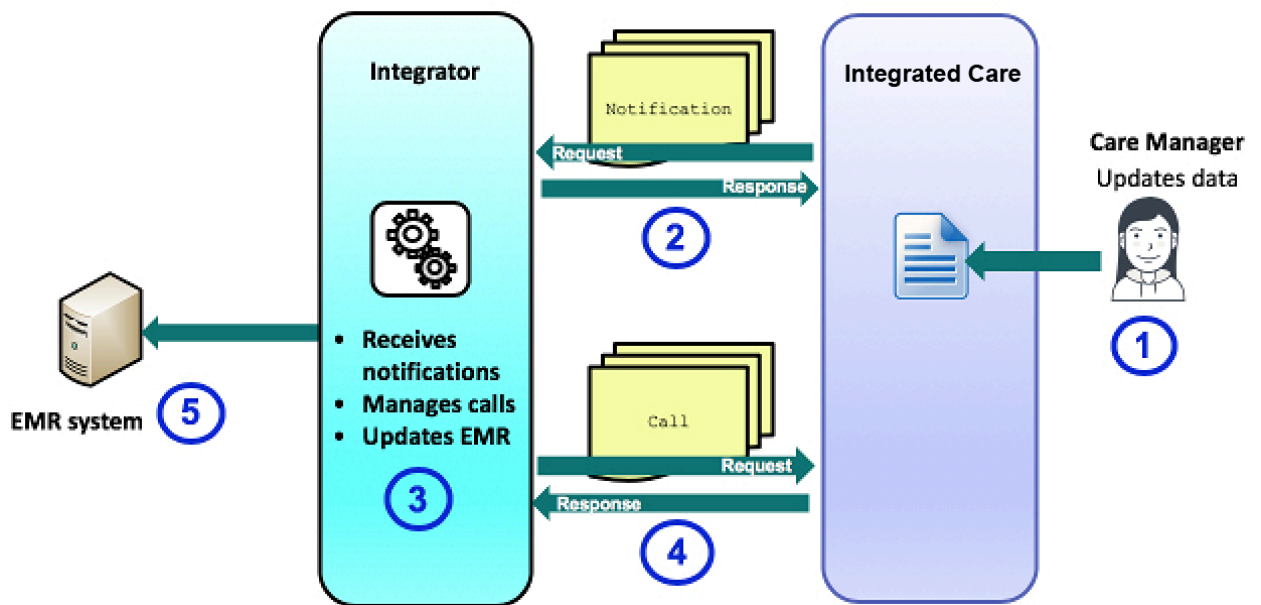 Integrator
Integrated Care
Notification
Request
Response
2
Care Manager
Updates data
1
• Receives
notifications
• Manages calls
• Updates EMR
3
EMR system
5
Call
Request
Response
4